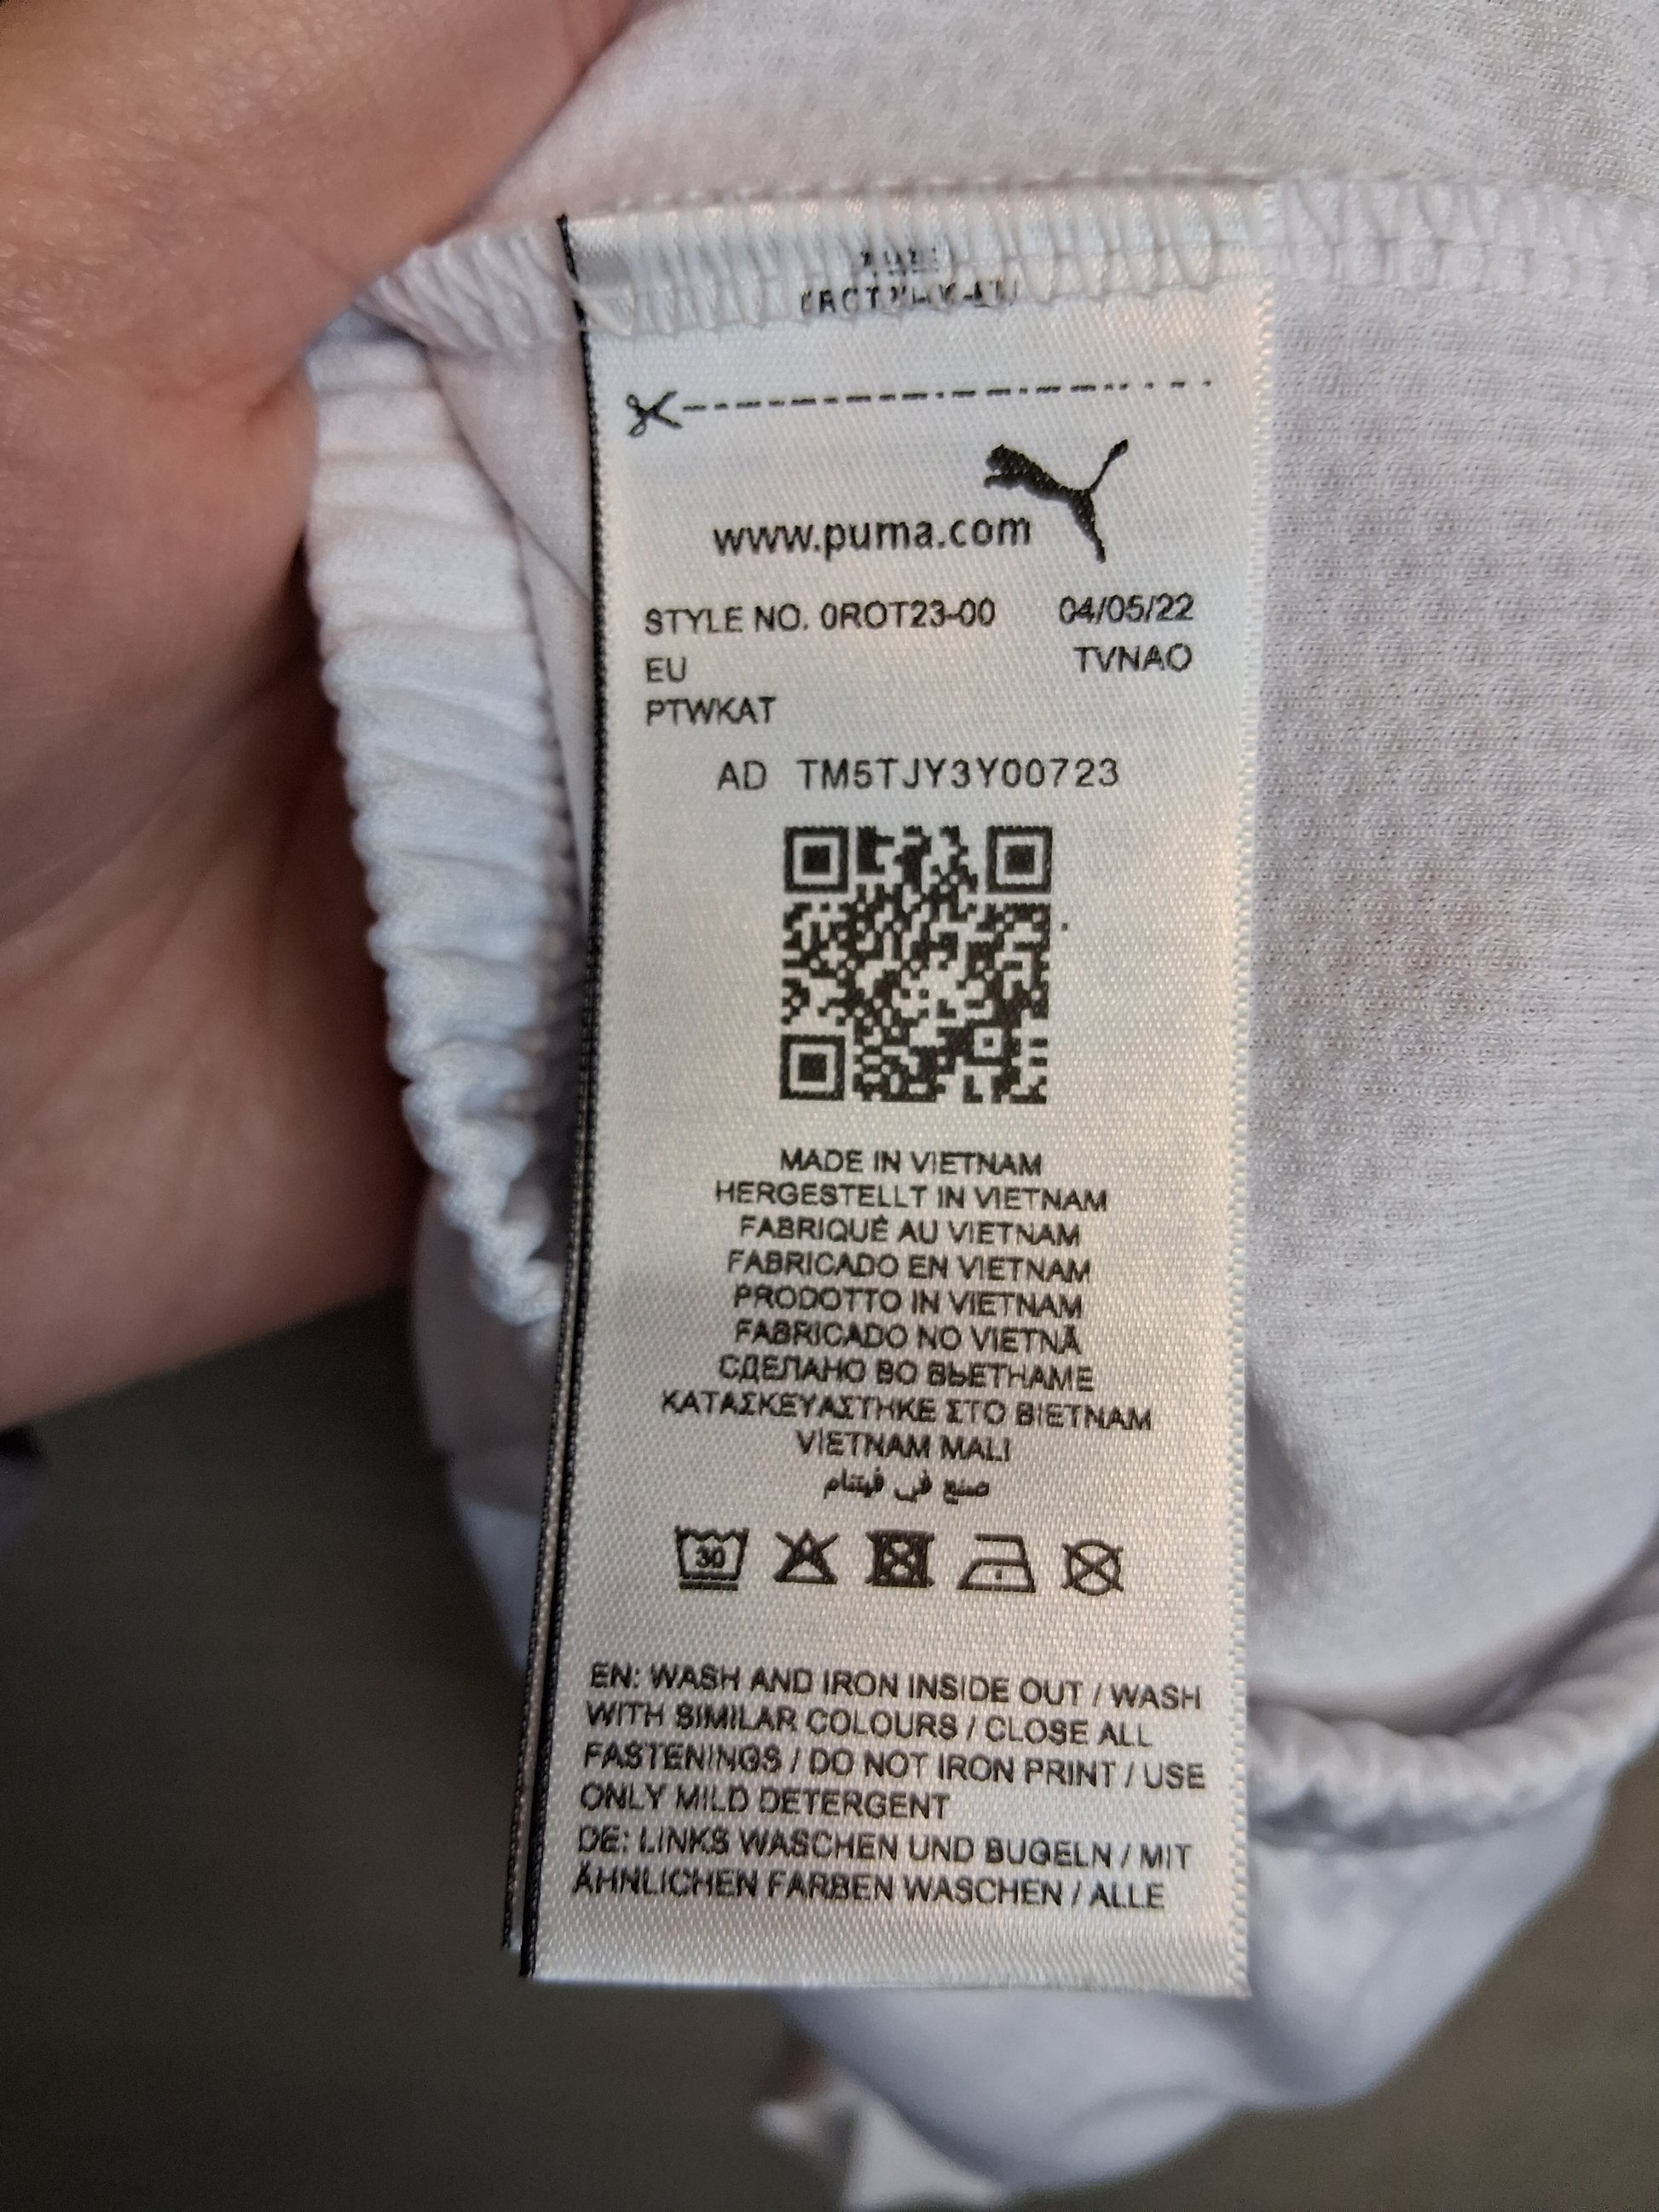 www.puma.com
STYLE NO. 0ROT23-00 04/05/22
EU TVNAO
PTWKAT
AD TM5TJY3Y00723
MADE IN VIETNAM
HERGESTELLT IN VIETNAM
FABRIQUÉ AU VIETNAM
FABRICADO EN VIETNAM
PRODOTTO IN VIETNAM
FABRICADO NO VIETNÃ
СДЕЛАНО ВО ВЬЕТНАМЕ
ΚΑΤΑΣΚΕΥΑΣΤΗΚΕ ΣΤΟ ΒΙΕΤΝΑΜ
VIETNAM MALI
صنع في فيتنام
30
EN: WASH AND IRON INSIDE OUT / WASH
WITH SIMILAR COLOURS / CLOSE ALL
FASTENINGS / DO NOT IRON PRINT / USE
ONLY MILD DETERGENT
DE: LINKS WASCHEN UND BUGELN / MIT
ÄHNLICHEN FARBEN WASCHEN / ALLE